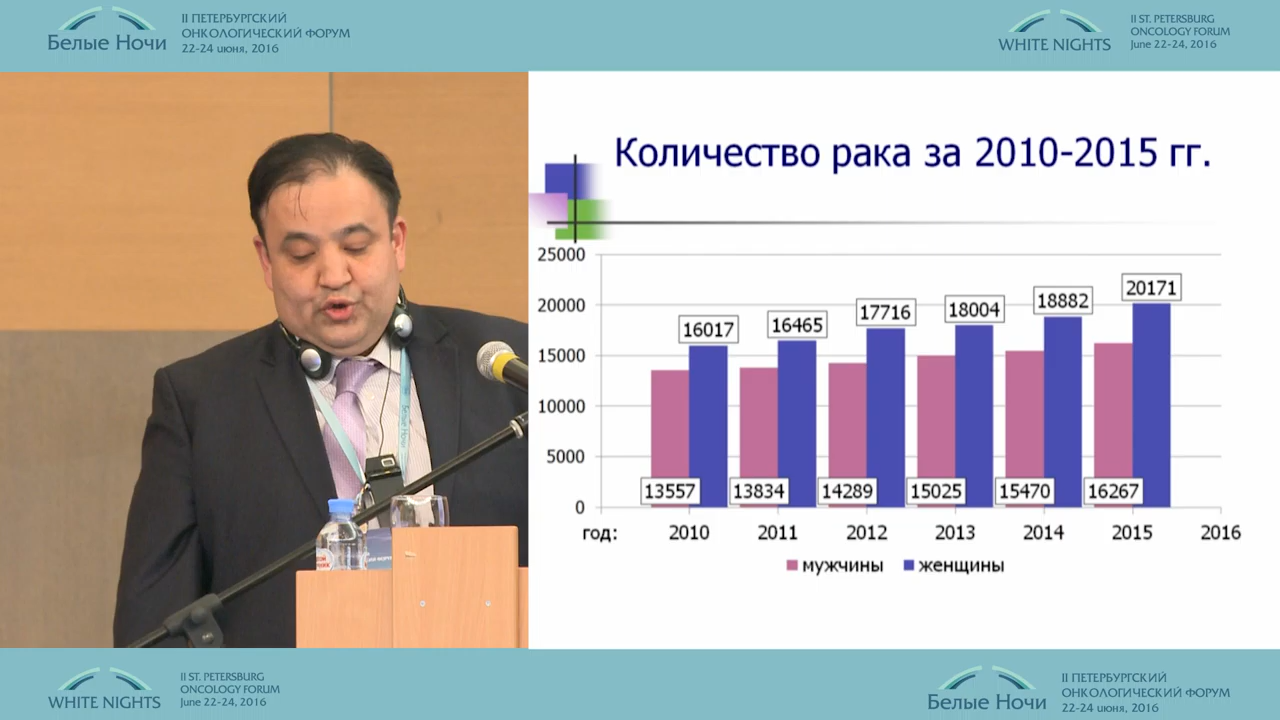 Белые Ночи
II ПЕТЕРБУРГСКИЙ
ОНКОЛОГИЧЕСКИЙ ФОРУМ
22-24 июня, 2016
WHITE NIGHTS
II ST. PETERSBURG
ONCOLOGY FORUM
June 22-24, 2016
Количество рака за 2010-2015 гг.
25000
20000
15000
10000
5000
0
16017
16465
17716
18004
18882
20171
13557
13834
14289
15025
15470
16267
год: 2010 2011 2012 2013 2014 2015 2016
мужчины женщины
Белые Ночи
WHITE NIGHTS
II ST. PETERSBURG
ONCOLOGY FORUM
June 22-24, 2016
Белые Ночи
II ПЕТЕРБУРГСКИЙ
ОНКОЛОГИЧЕСКИЙ ФОРУМ
22-24 июня, 2016